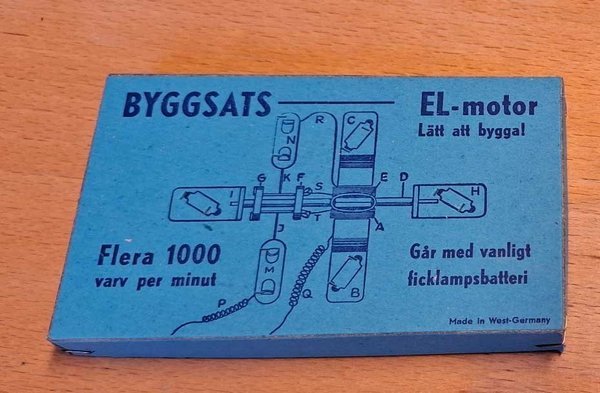 BYGGSATS EL-motor
Lätt att bygga!
R
C
N
G
K
F
S
E
D
I
H
T
A
J
Flera 1000
varv per minut
M
B
P
Q
Går med vanligt
ficklampsbatteri
Made in West-Germany